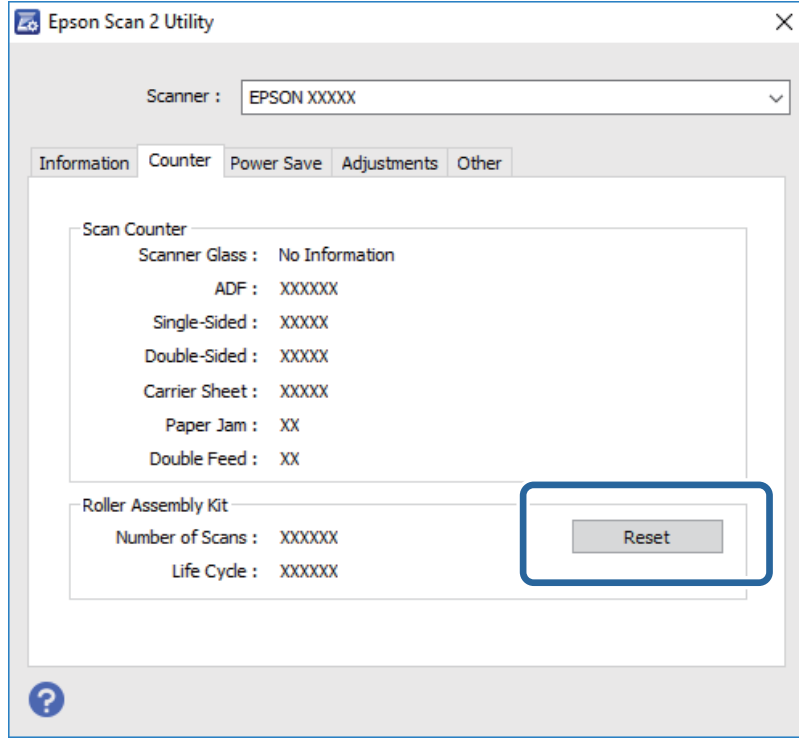 Epson Scan 2 Utility
Scanner : EPSON XXXXX
Information Counter Power Save Adjustments Other
Scan Counter
Scanner Glass : No Information
ADF : XXXXXX
Single-Sided : XXXXX
Double-Sided : XXXXX
Carrier Sheet : XXXXX
Paper Jam : XX
Double Feed : XX
Roller Assembly Kit
Number of Scans : XXXXXX Reset
Life Cycle : XXXXXX
?